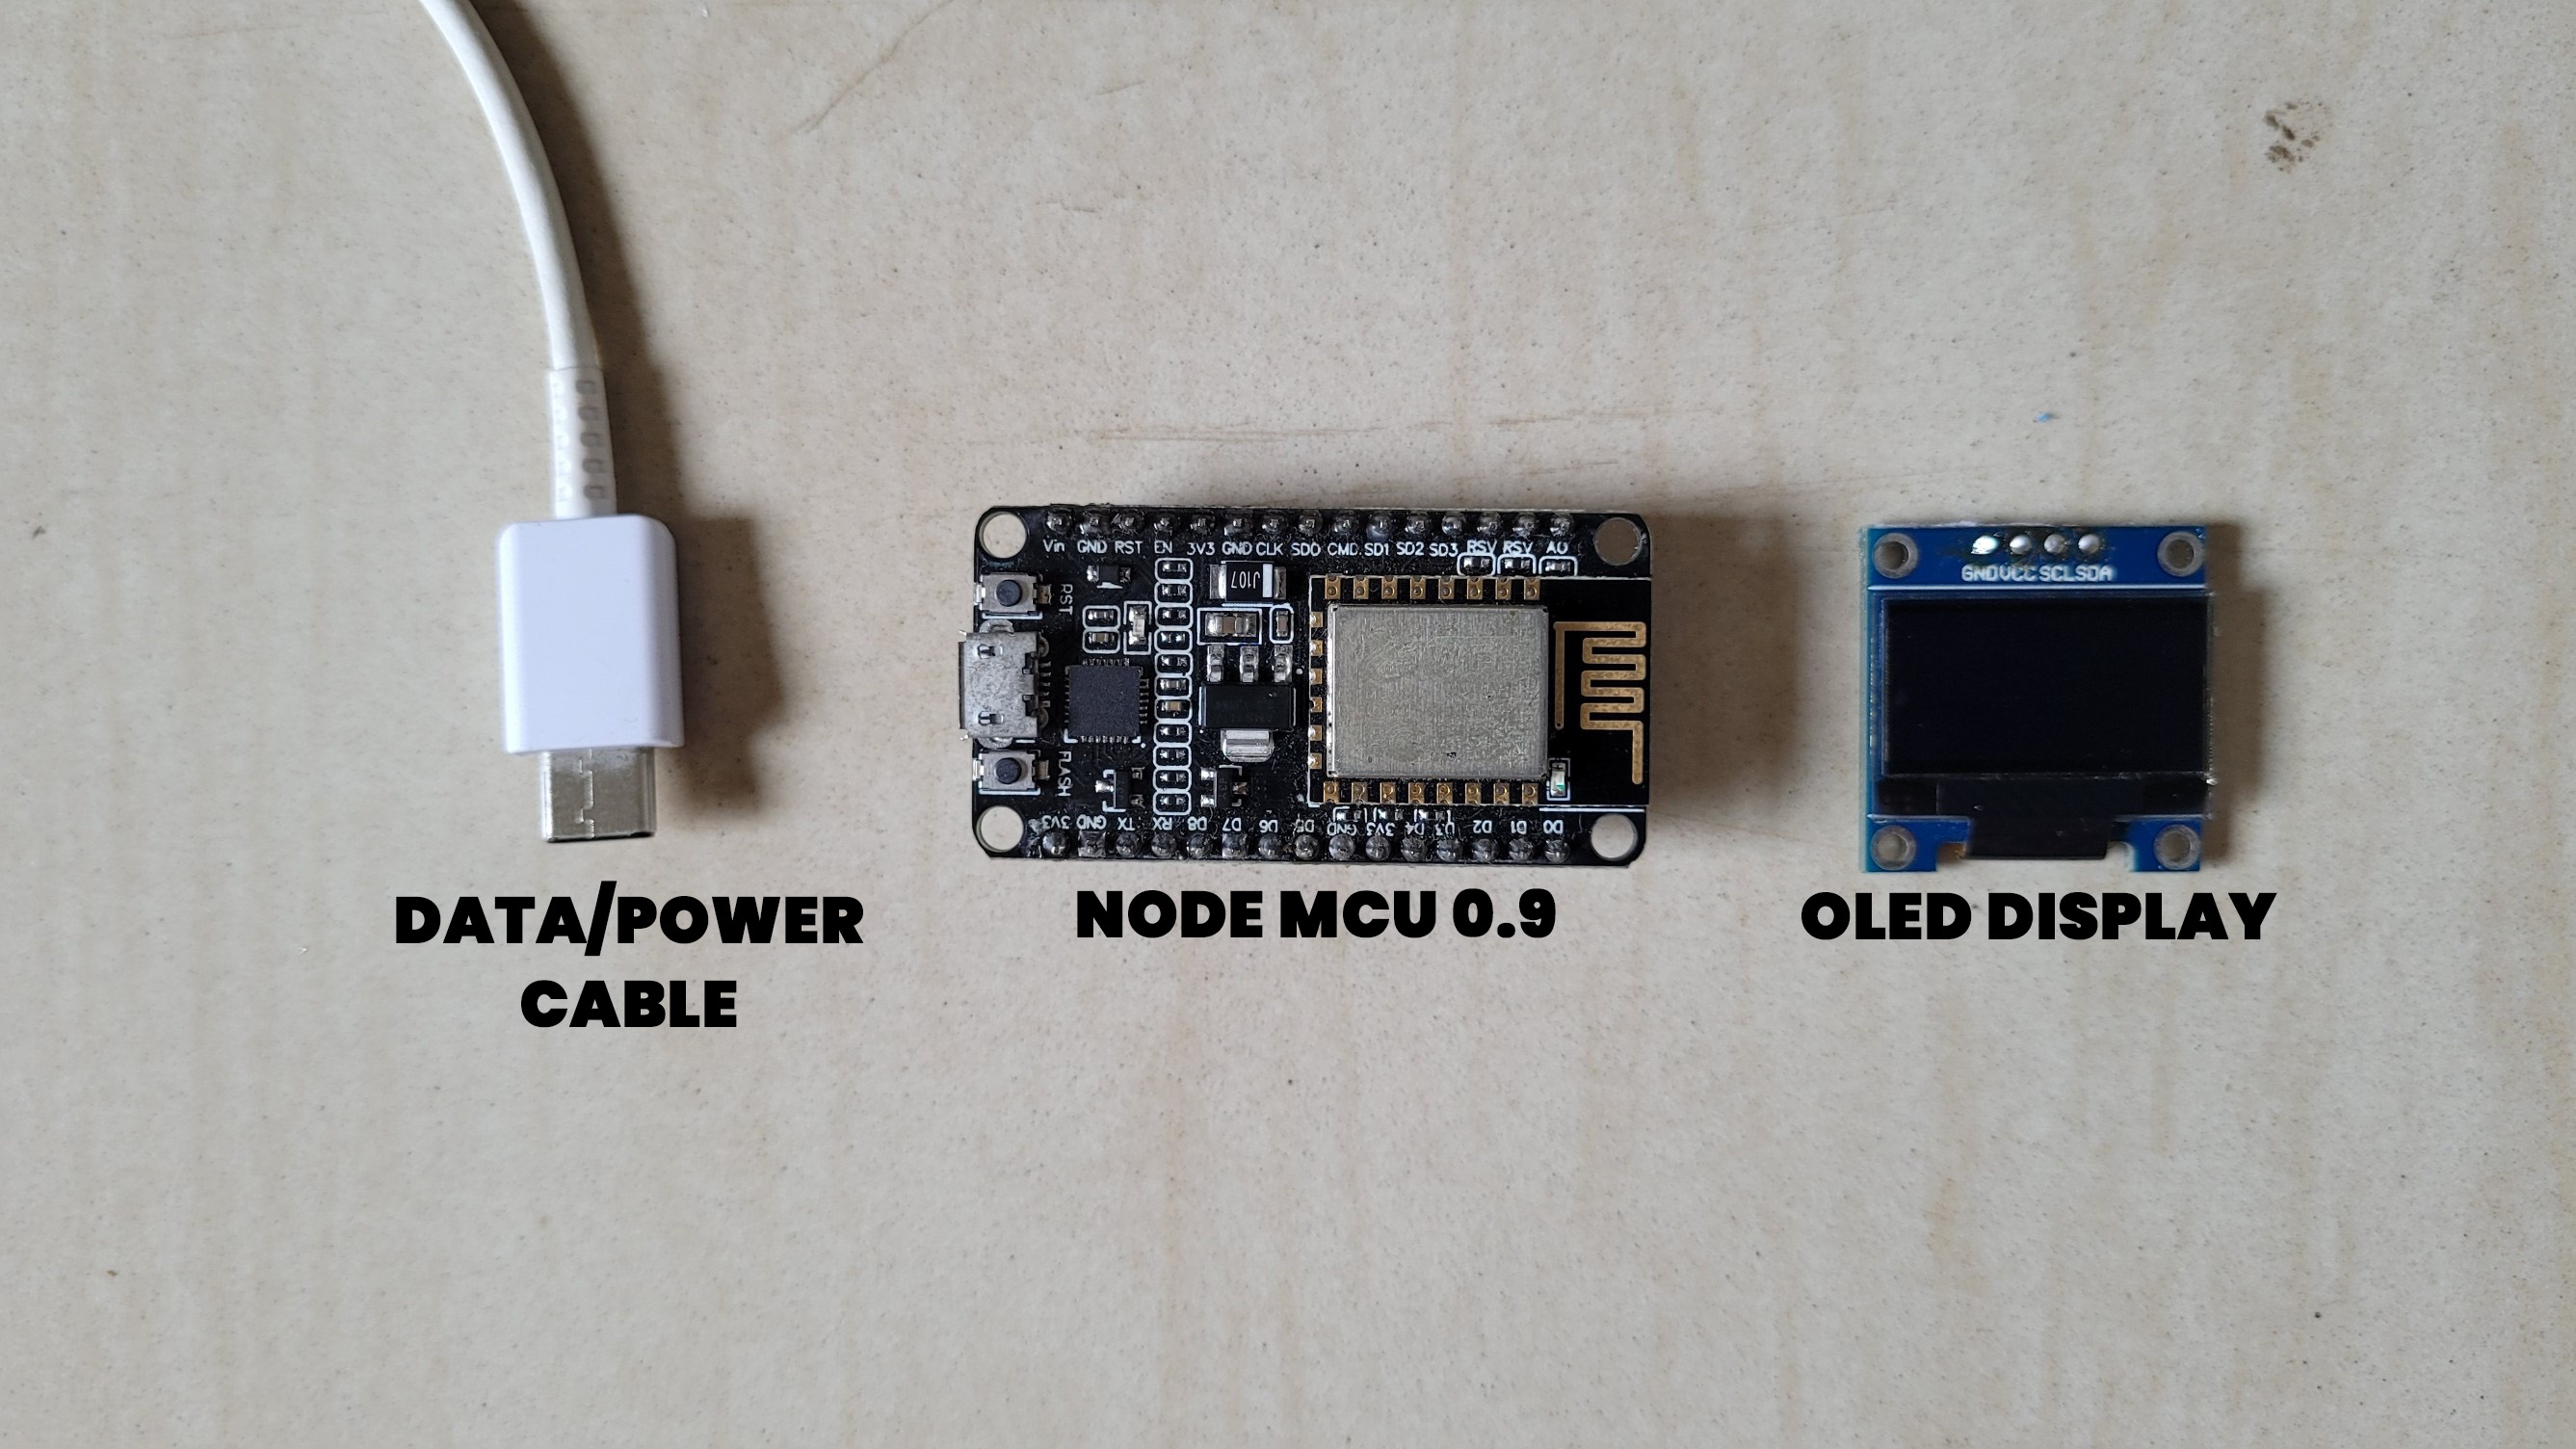 Vin GND RST EN 3V3 GND CLK SD0 CMD SD1 SD2 SD3 RSV RSV A0
J107
RST
FLASH
3V3 GND TX RX D8 D7 D6 D5 GND 3V3 D4 D3 D2 D1 D0
GND VCC SCL SDA
DATA/POWER
CABLE
NODE MCU 0.9
OLED DISPLAY